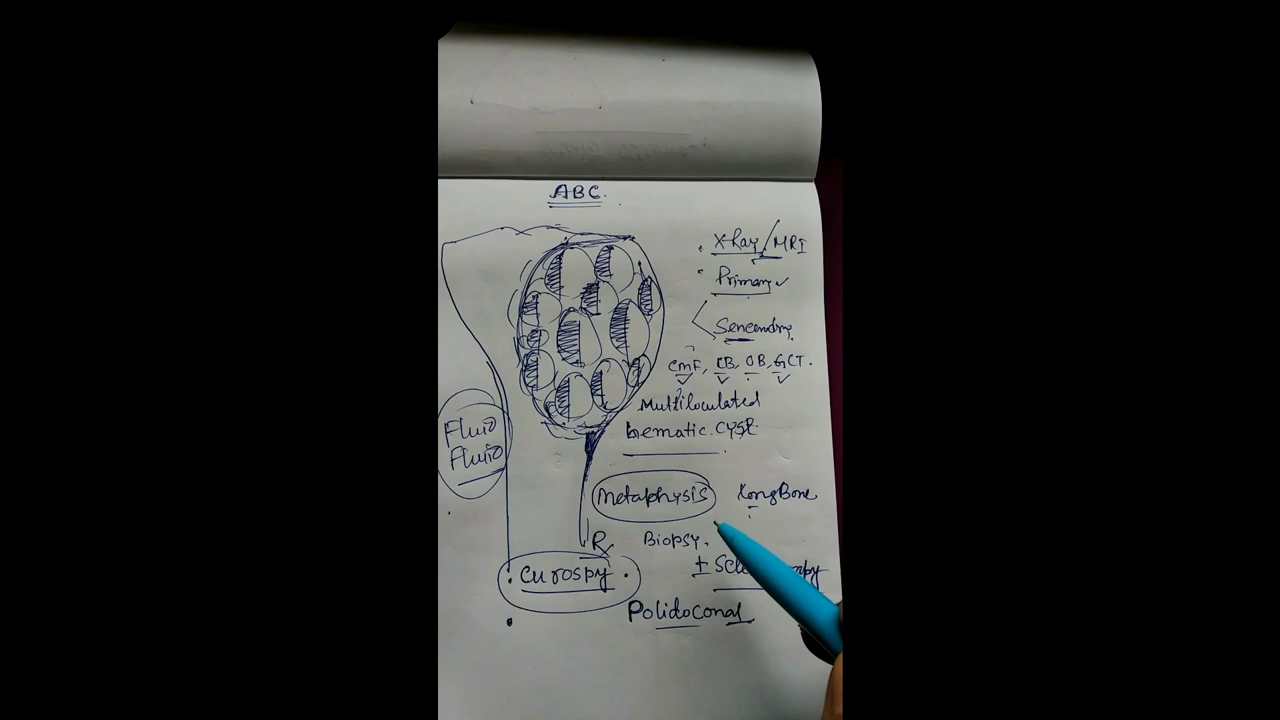 ABC.
X-Ray/MRI
Primary
Sencendry.
CMF, CB, OB, GCT.
Multiloculated
hematic. CYST.
Fluid
Fluid
Metaphysis Long Bone
Rx Biopsy.
Curospy. ±
Polidoconal